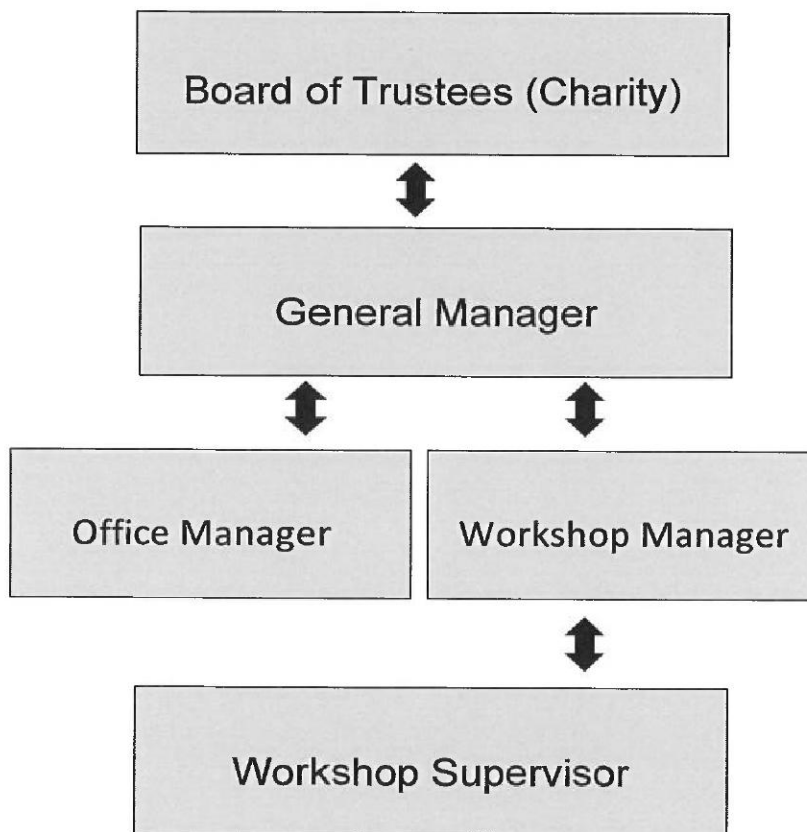 Board of Trustees (Charity)
General Manager
Office Manager
Workshop Manager
Workshop Supervisor